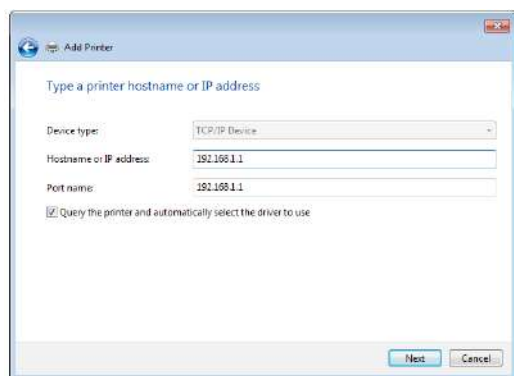 Add Printer
Type a printer hostname or IP address
Device type: TCP/IP Device
Hostname or IP address: 192.168.1.1
Port name: 192.168.1.1
Query the printer and automatically select the driver to use
Next Cancel